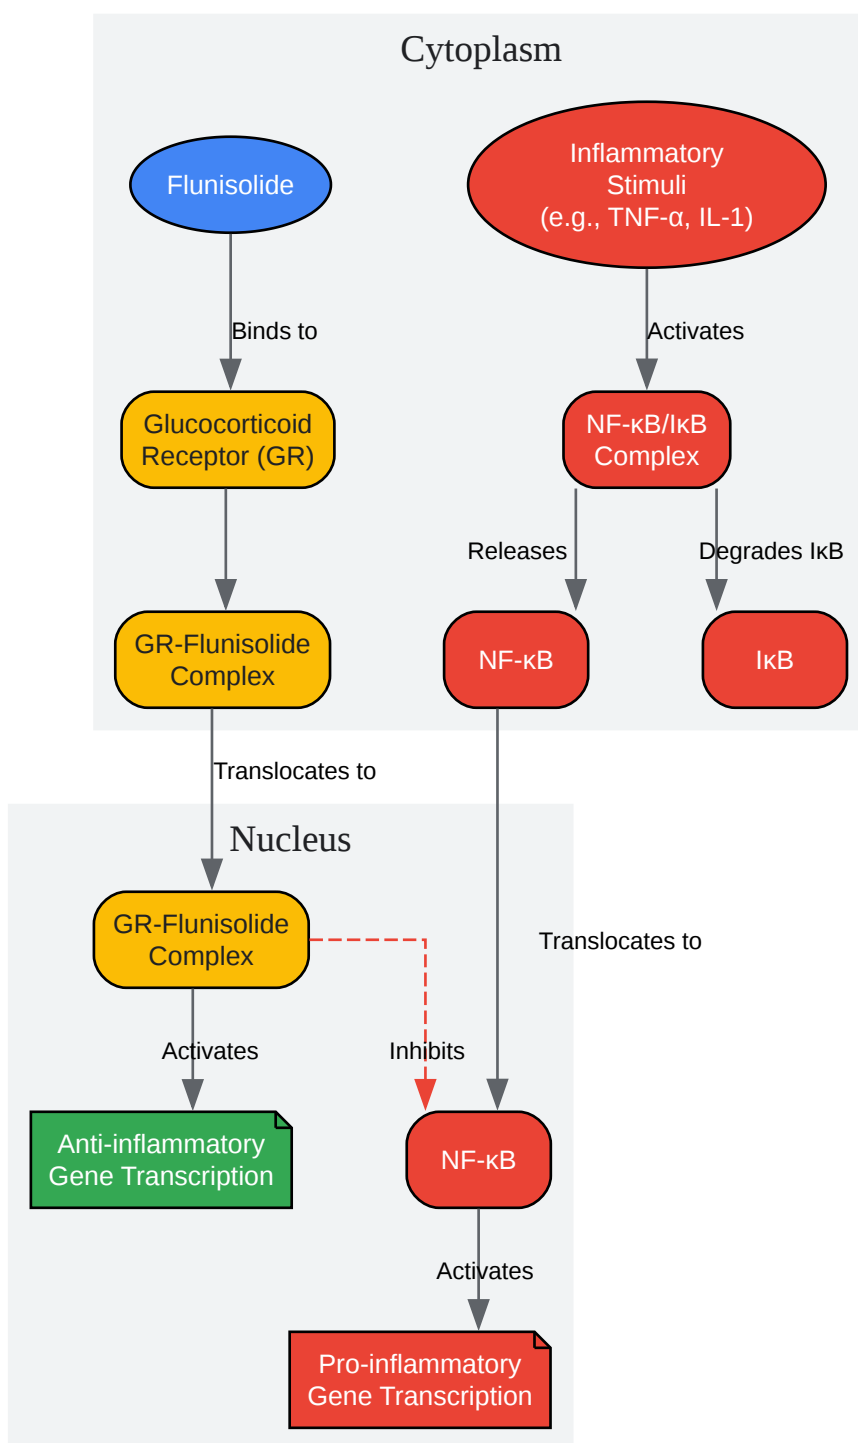 Cytoplasm
Flunisolide
Inflammatory
Stimuli
(e.g., TNF-α, IL-1)
Binds to
Activates
Glucocorticoid
Receptor (GR)
NF-κB/IκB
Complex
Releases
Degrades IκB
GR-Flunisolide
Complex
NF-κB
IκB
Translocates to
Nucleus
GR-Flunisolide
Complex
Translocates to
Activates
Inhibits
Anti-inflammatory
Gene Transcription
NF-κB
Activates
Pro-inflammatory
Gene Transcription